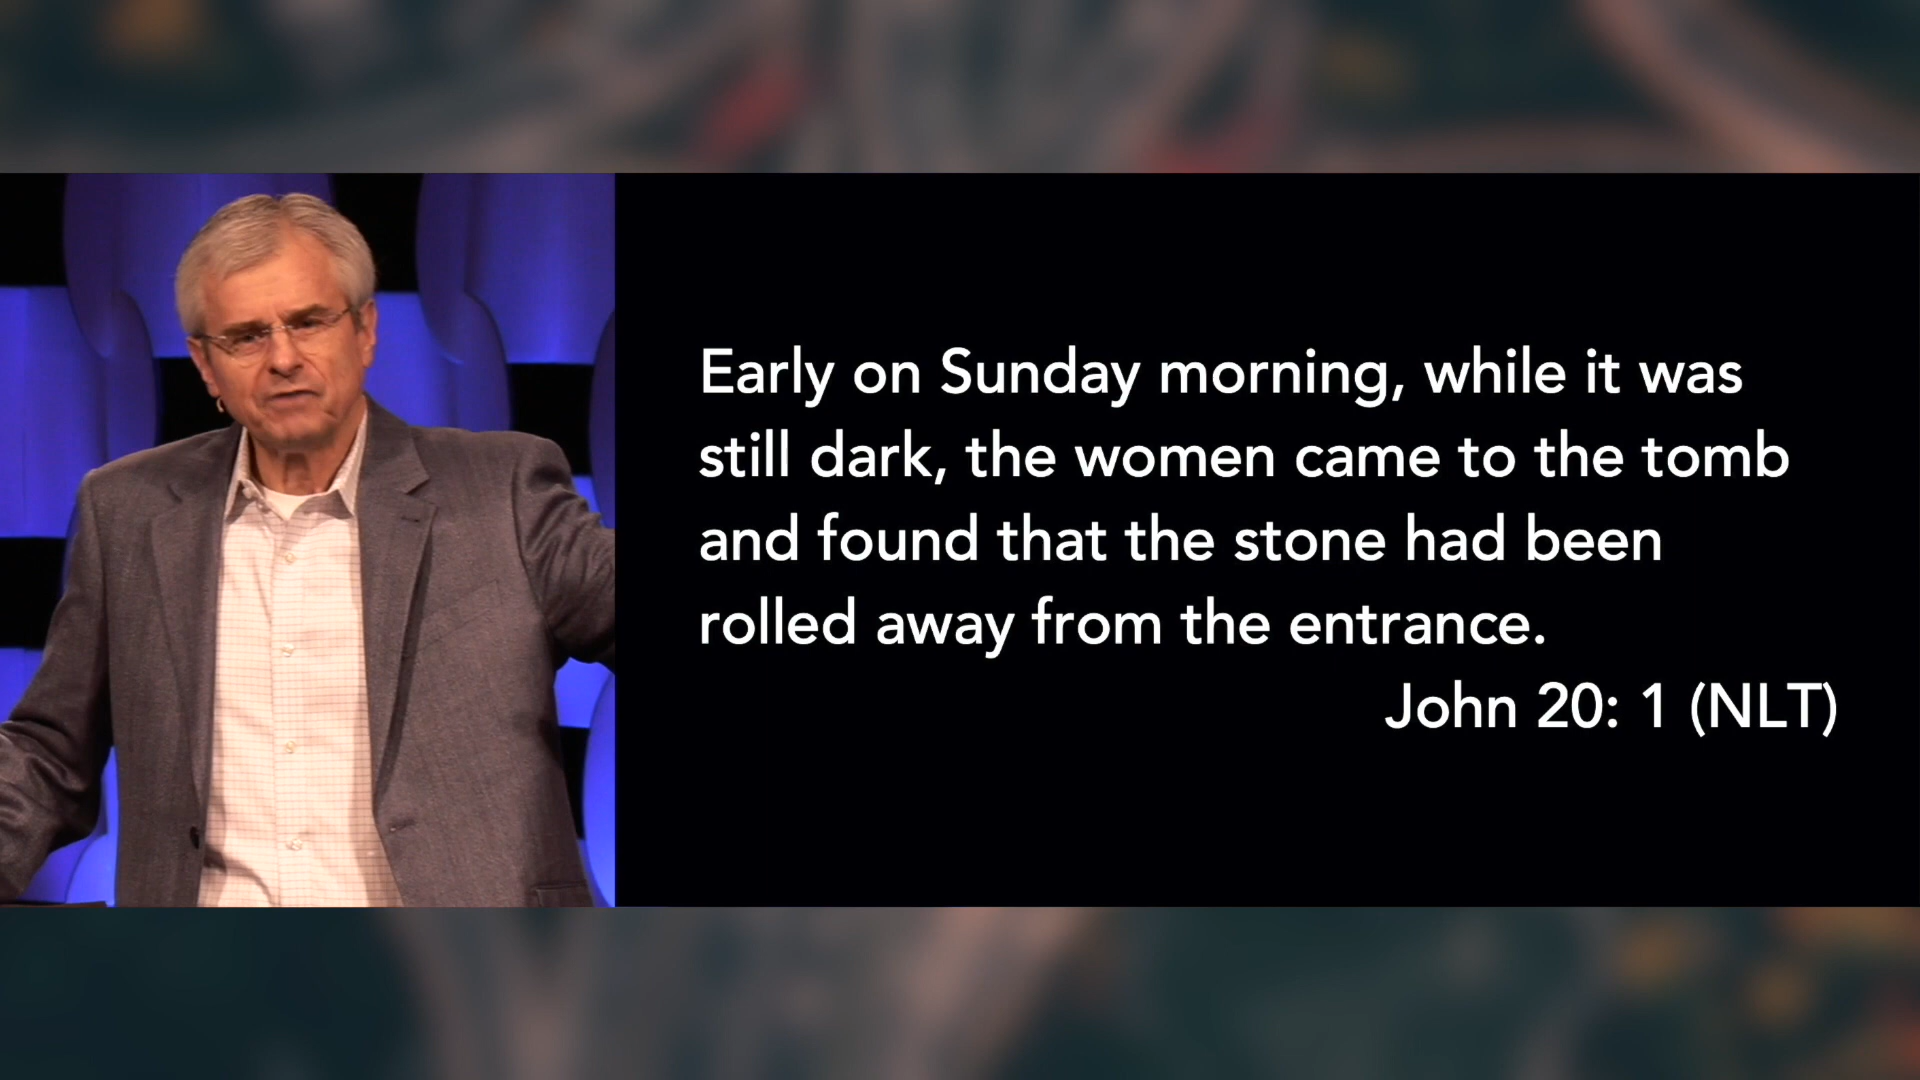 Early on Sunday morning, while it was
still dark, the women came to the tomb
and found that the stone had been
rolled away from the entrance.
John 20: 1 (NLT)